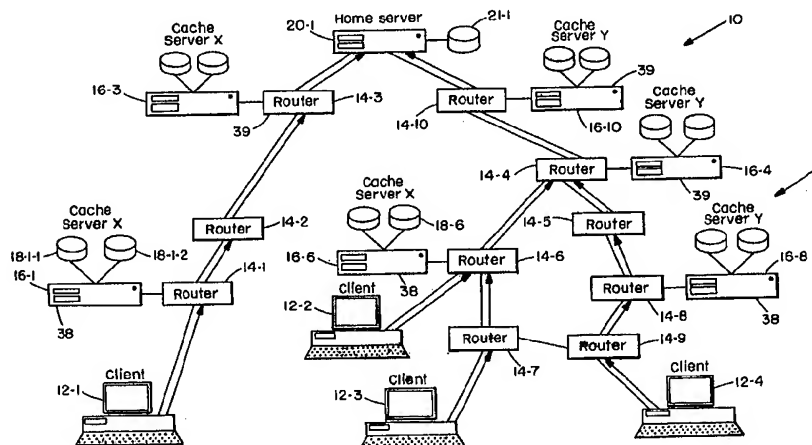 20-1 Home server 21-1
Cache Server X
Cache Server Y
10
16-3
Router 14-3
39
Router
14-10
39
16-10
Cache Server Y
14-4 Router
16-4
39
Cache Server X
18-6
14-5 Router
Cache Server Y
Router 14-2
18-1-1
18-1-2
16-1
Router 14-1
38
16-6
Router 14-6
38
16-8
Router
14-8
38
Client
12-2
Router
14-7
Router 14-9
Client
12-1
Client
12-3
Client
12-4